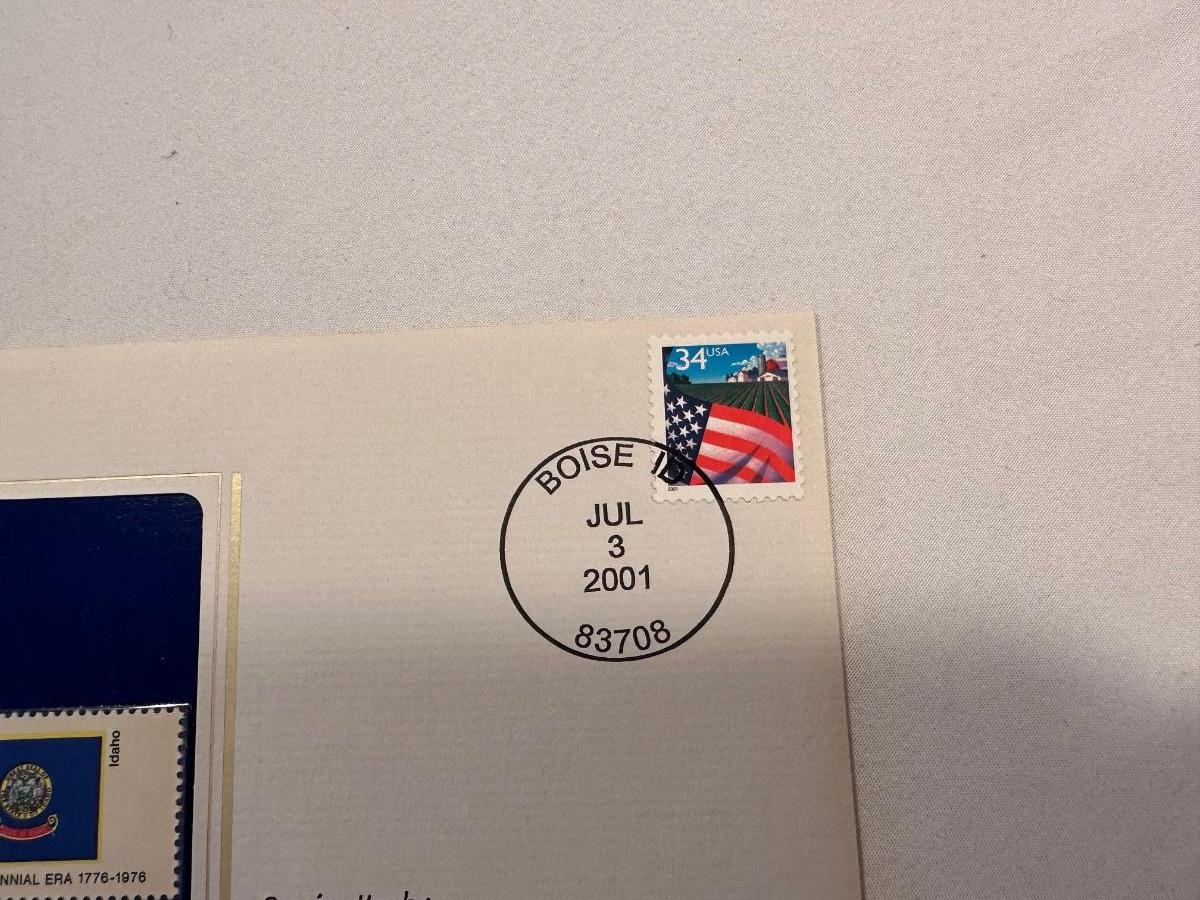 34 USA
2001
BOISE ID
JUL
3
2001
83708
Idaho
NNIAL ERA 1776-1976